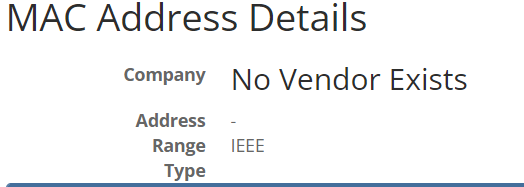 MAC Address Details
Company No Vendor Exists
Address -
Range IEEE
Type